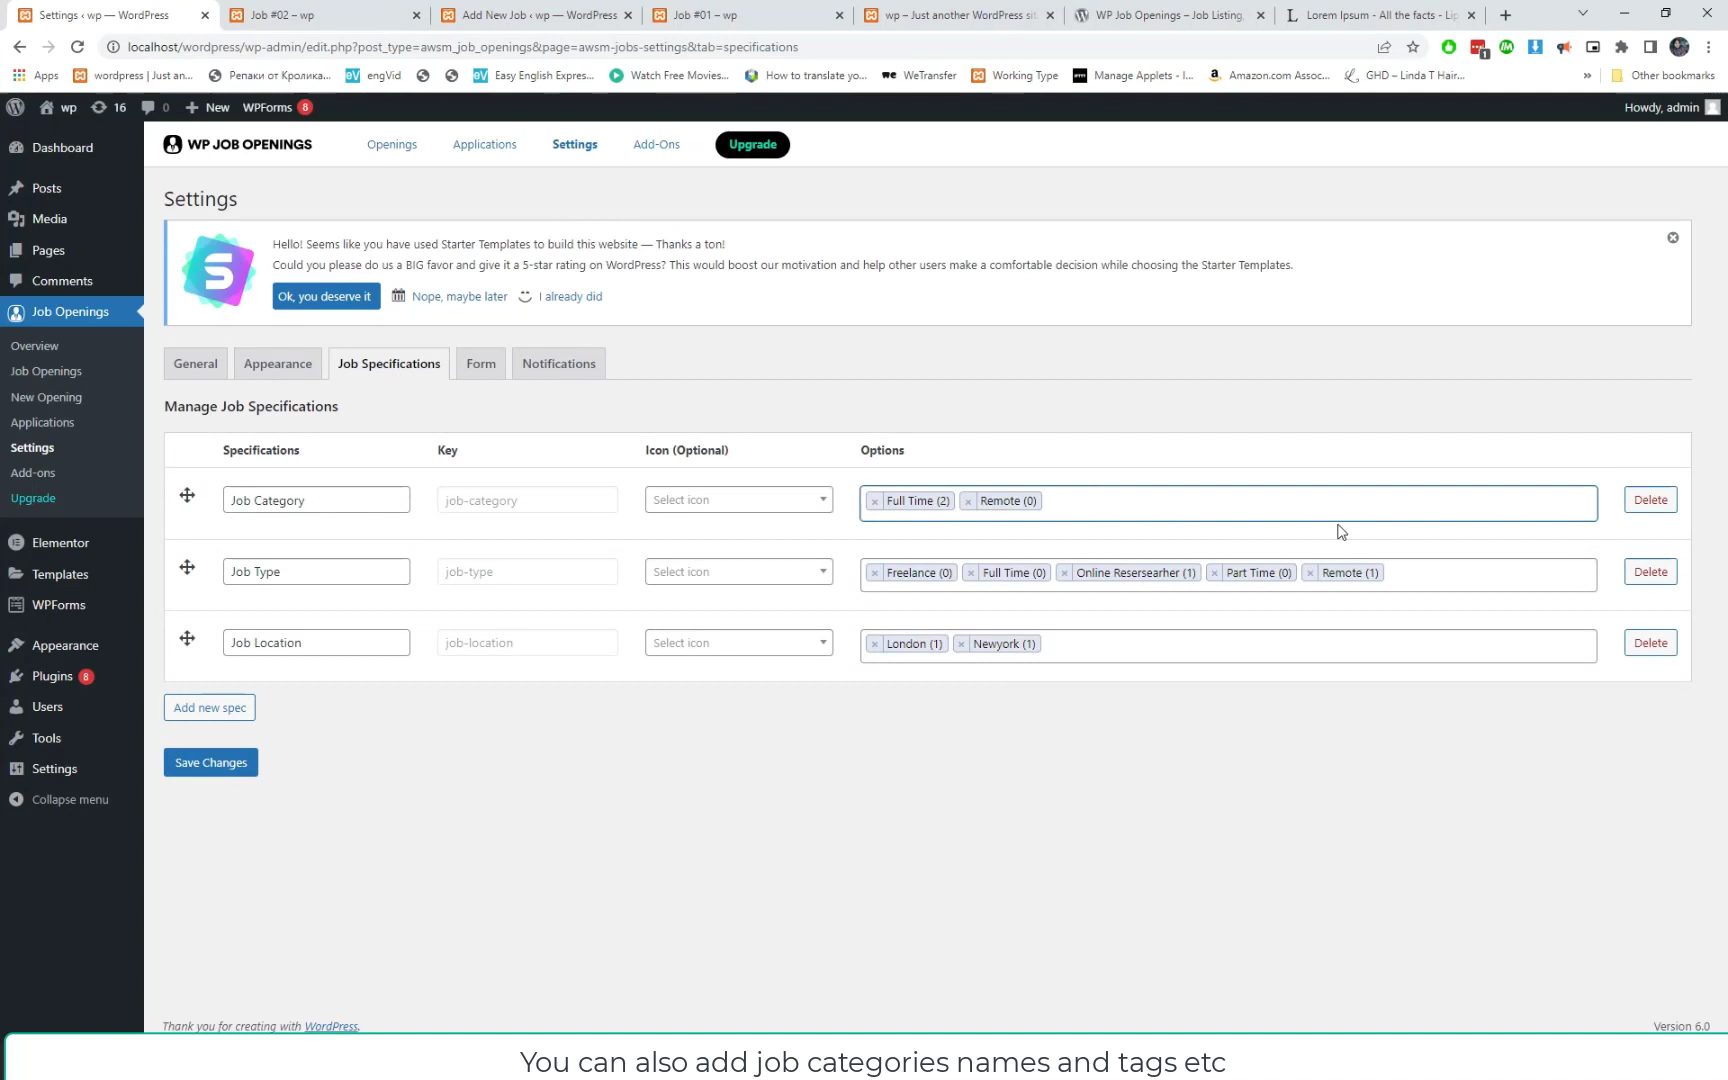 Settings ‹ wp — WordPress
Job #02 – wp
Add New Job ‹ wp — WordPress
Job #01 – wp
wp – Just another WordPress sit
WP Job Openings – Job Listing,
Lorem Ipsum - All the facts - Lip
localhost/wordpress/wp-admin/edit.php?post_type=awsm_job_openings&page=awsm-jobs-settings&tab=specifications
Apps
wordpress | Just an...
Репаки от Кролика...
engVid
Easy English Expres...
Watch Free Movies...
How to translate yo...
WeTransfer
Working Type
Manage Applets - I...
Amazon.com Assoc...
GHD – Linda T Hair...
»
Other bookmarks
wp
16
0
New
WPForms 8
Howdy, admin
Dashboard
Posts
Media
Pages
Comments
Job Openings
Overview
Job Openings
New Opening
Applications
Settings
Add-ons
Upgrade
Elementor
Templates
WPForms
Appearance
Plugins 8
Users
Tools
Settings
Collapse menu
WP JOB OPENINGS
Openings
Applications
Settings
Add-Ons
Upgrade
Settings
Hello! Seems like you have used Starter Templates to build this website — Thanks a ton!
Could you please do us a BIG favor and give it a 5-star rating on WordPress? This would boost our motivation and help other users make a comfortable decision while choosing the Starter Templates.
Ok, you deserve it
Nope, maybe later
I already did
General
Appearance
Job Specifications
Form
Notifications
Manage Job Specifications
Specifications
Key
Icon (Optional)
Options
Job Category
job-category
Select icon
× Full Time (2)
× Remote (0)
Delete
Job Type
job-type
Select icon
× Freelance (0)
× Full Time (0)
× Online Resersearher (1)
× Part Time (0)
× Remote (1)
Delete
Job Location
job-location
Select icon
× London (1)
× Newyork (1)
Delete
Add new spec
Save Changes
Thank you for creating with WordPress.
Version 6.0
You can also add job categories names and tags etc